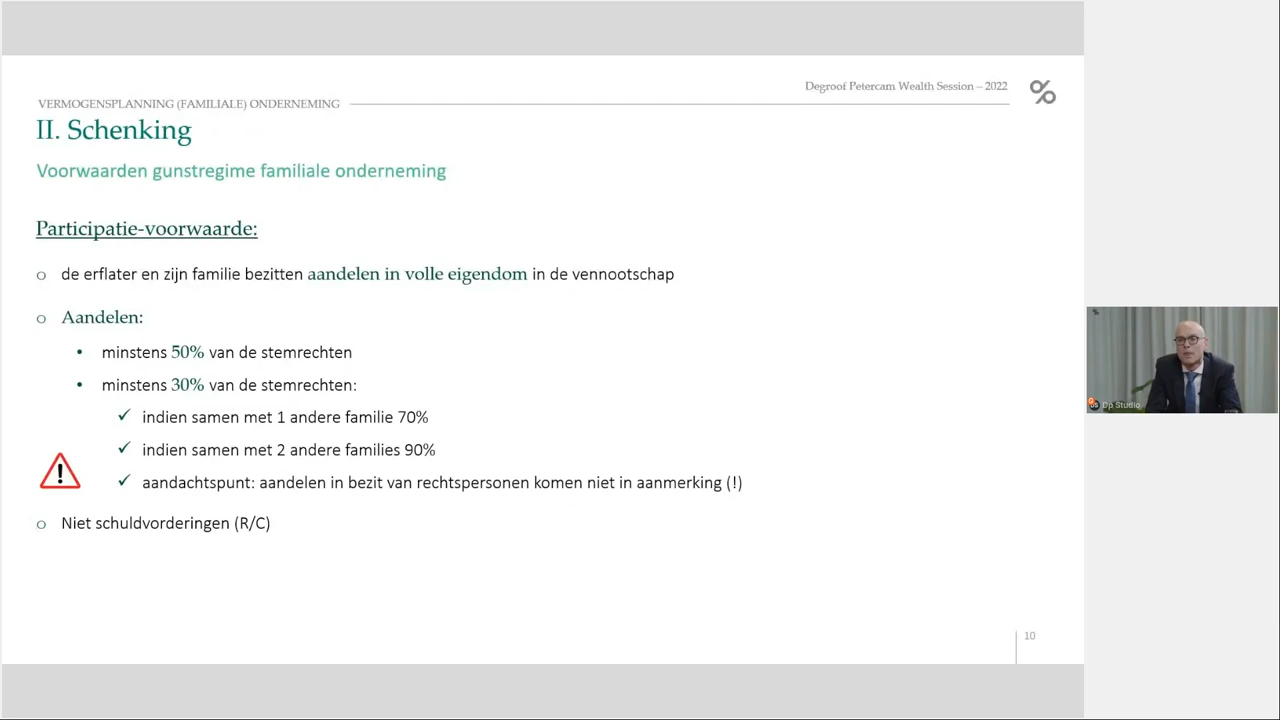 Degroof Petercam Wealth Session – 2022
VERMOGENSPLANNING (FAMILIALE) ONDERNEMING
II. Schenking
Voorwaarden gunstregime familiale onderneming
Participatie-voorwaarde:
o de erflater en zijn familie bezitten aandelen in volle eigendom in de vennootschap
o Aandelen:
• minstens 50% van de stemrechten
• minstens 30% van de stemrechten:
✓ indien samen met 1 andere familie 70%
✓ indien samen met 2 andere families 90%
✓ aandachtspunt: aandelen in bezit van rechtspersonen komen niet in aanmerking (!)
o Niet schuldvorderingen (R/C)
10
Dp Studio